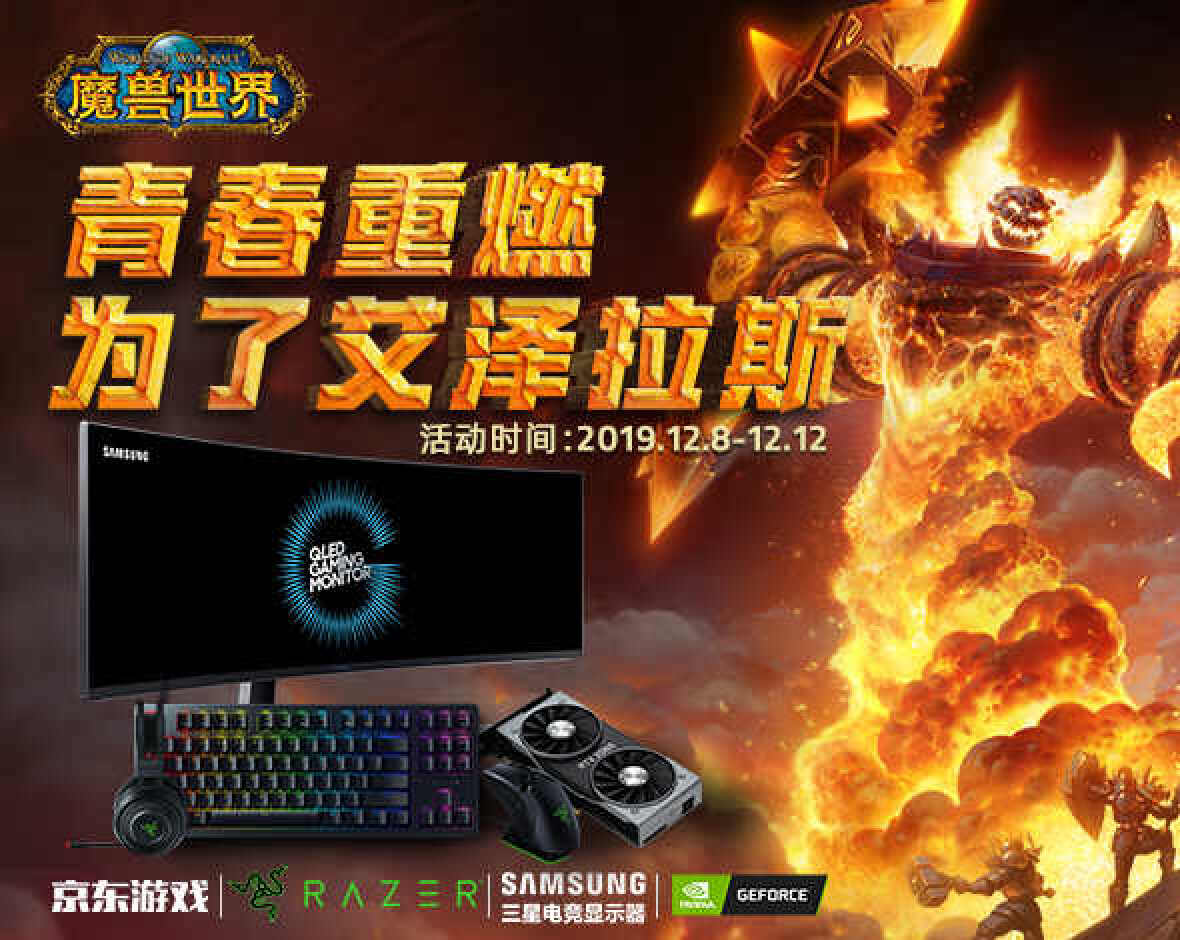 WORLD OF WARCRAFT
魔兽世界
青春重燃
为了艾泽拉斯
活动时间:2019.12.8-12.12
SAMSUNG
QLED
GAMING
MONITOR
京东游戏
RAZER
SAMSUNG
三星电竞显示器
NVIDIA
GEFORCE